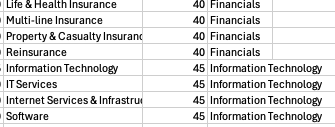 Life & Health Insurance 40 Financials
Multi-line Insurance 40 Financials
Property & Casualty Insuranc 40 Financials
Reinsurance 40 Financials
Information Technology 45 Information Technology
IT Services 45 Information Technology
Internet Services & Infrastru 45 Information Technology
Software 45 Information Technology